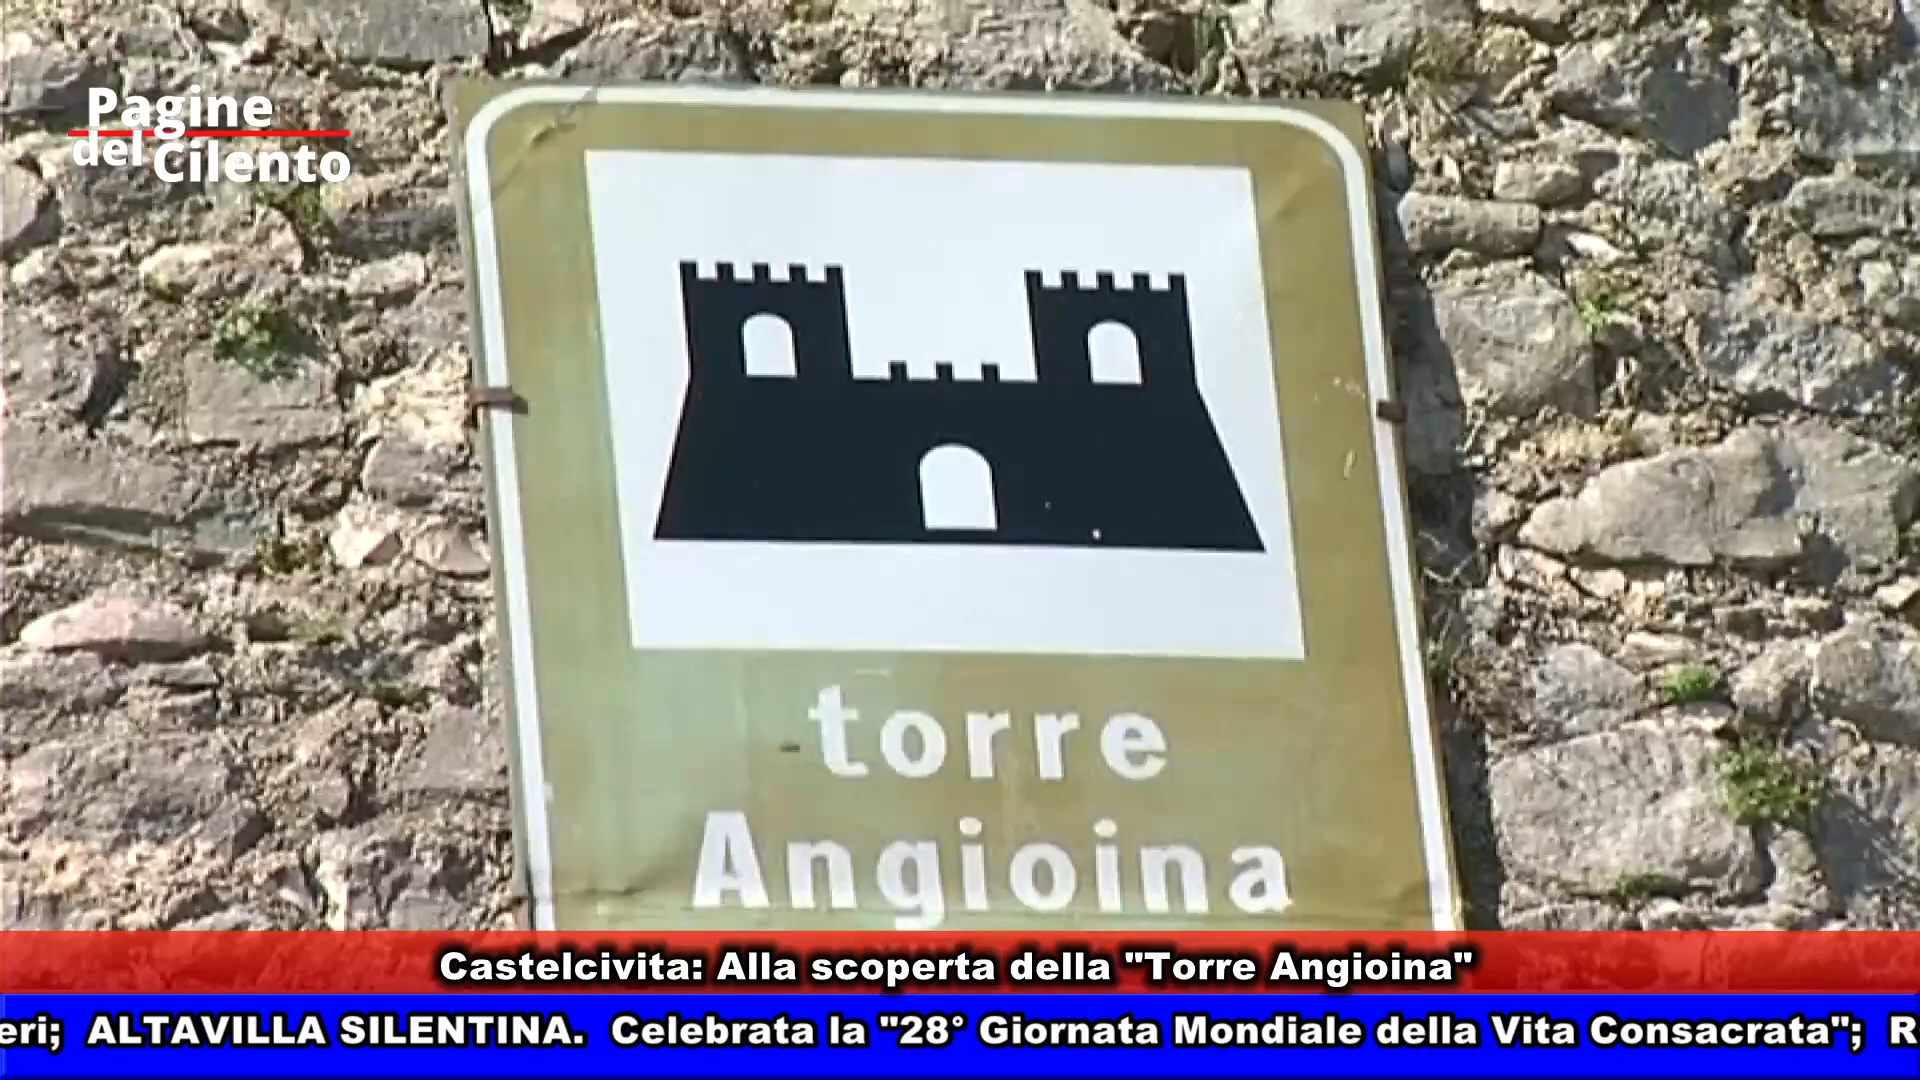 Pagine
del Cilento
torre
Angioina
Castelcivita: Alla scoperta della "Torre Angioina"
eri; ALTAVILLA SILENTINA. Celebrata la "28° Giornata Mondiale della Vita Consacrata"; R